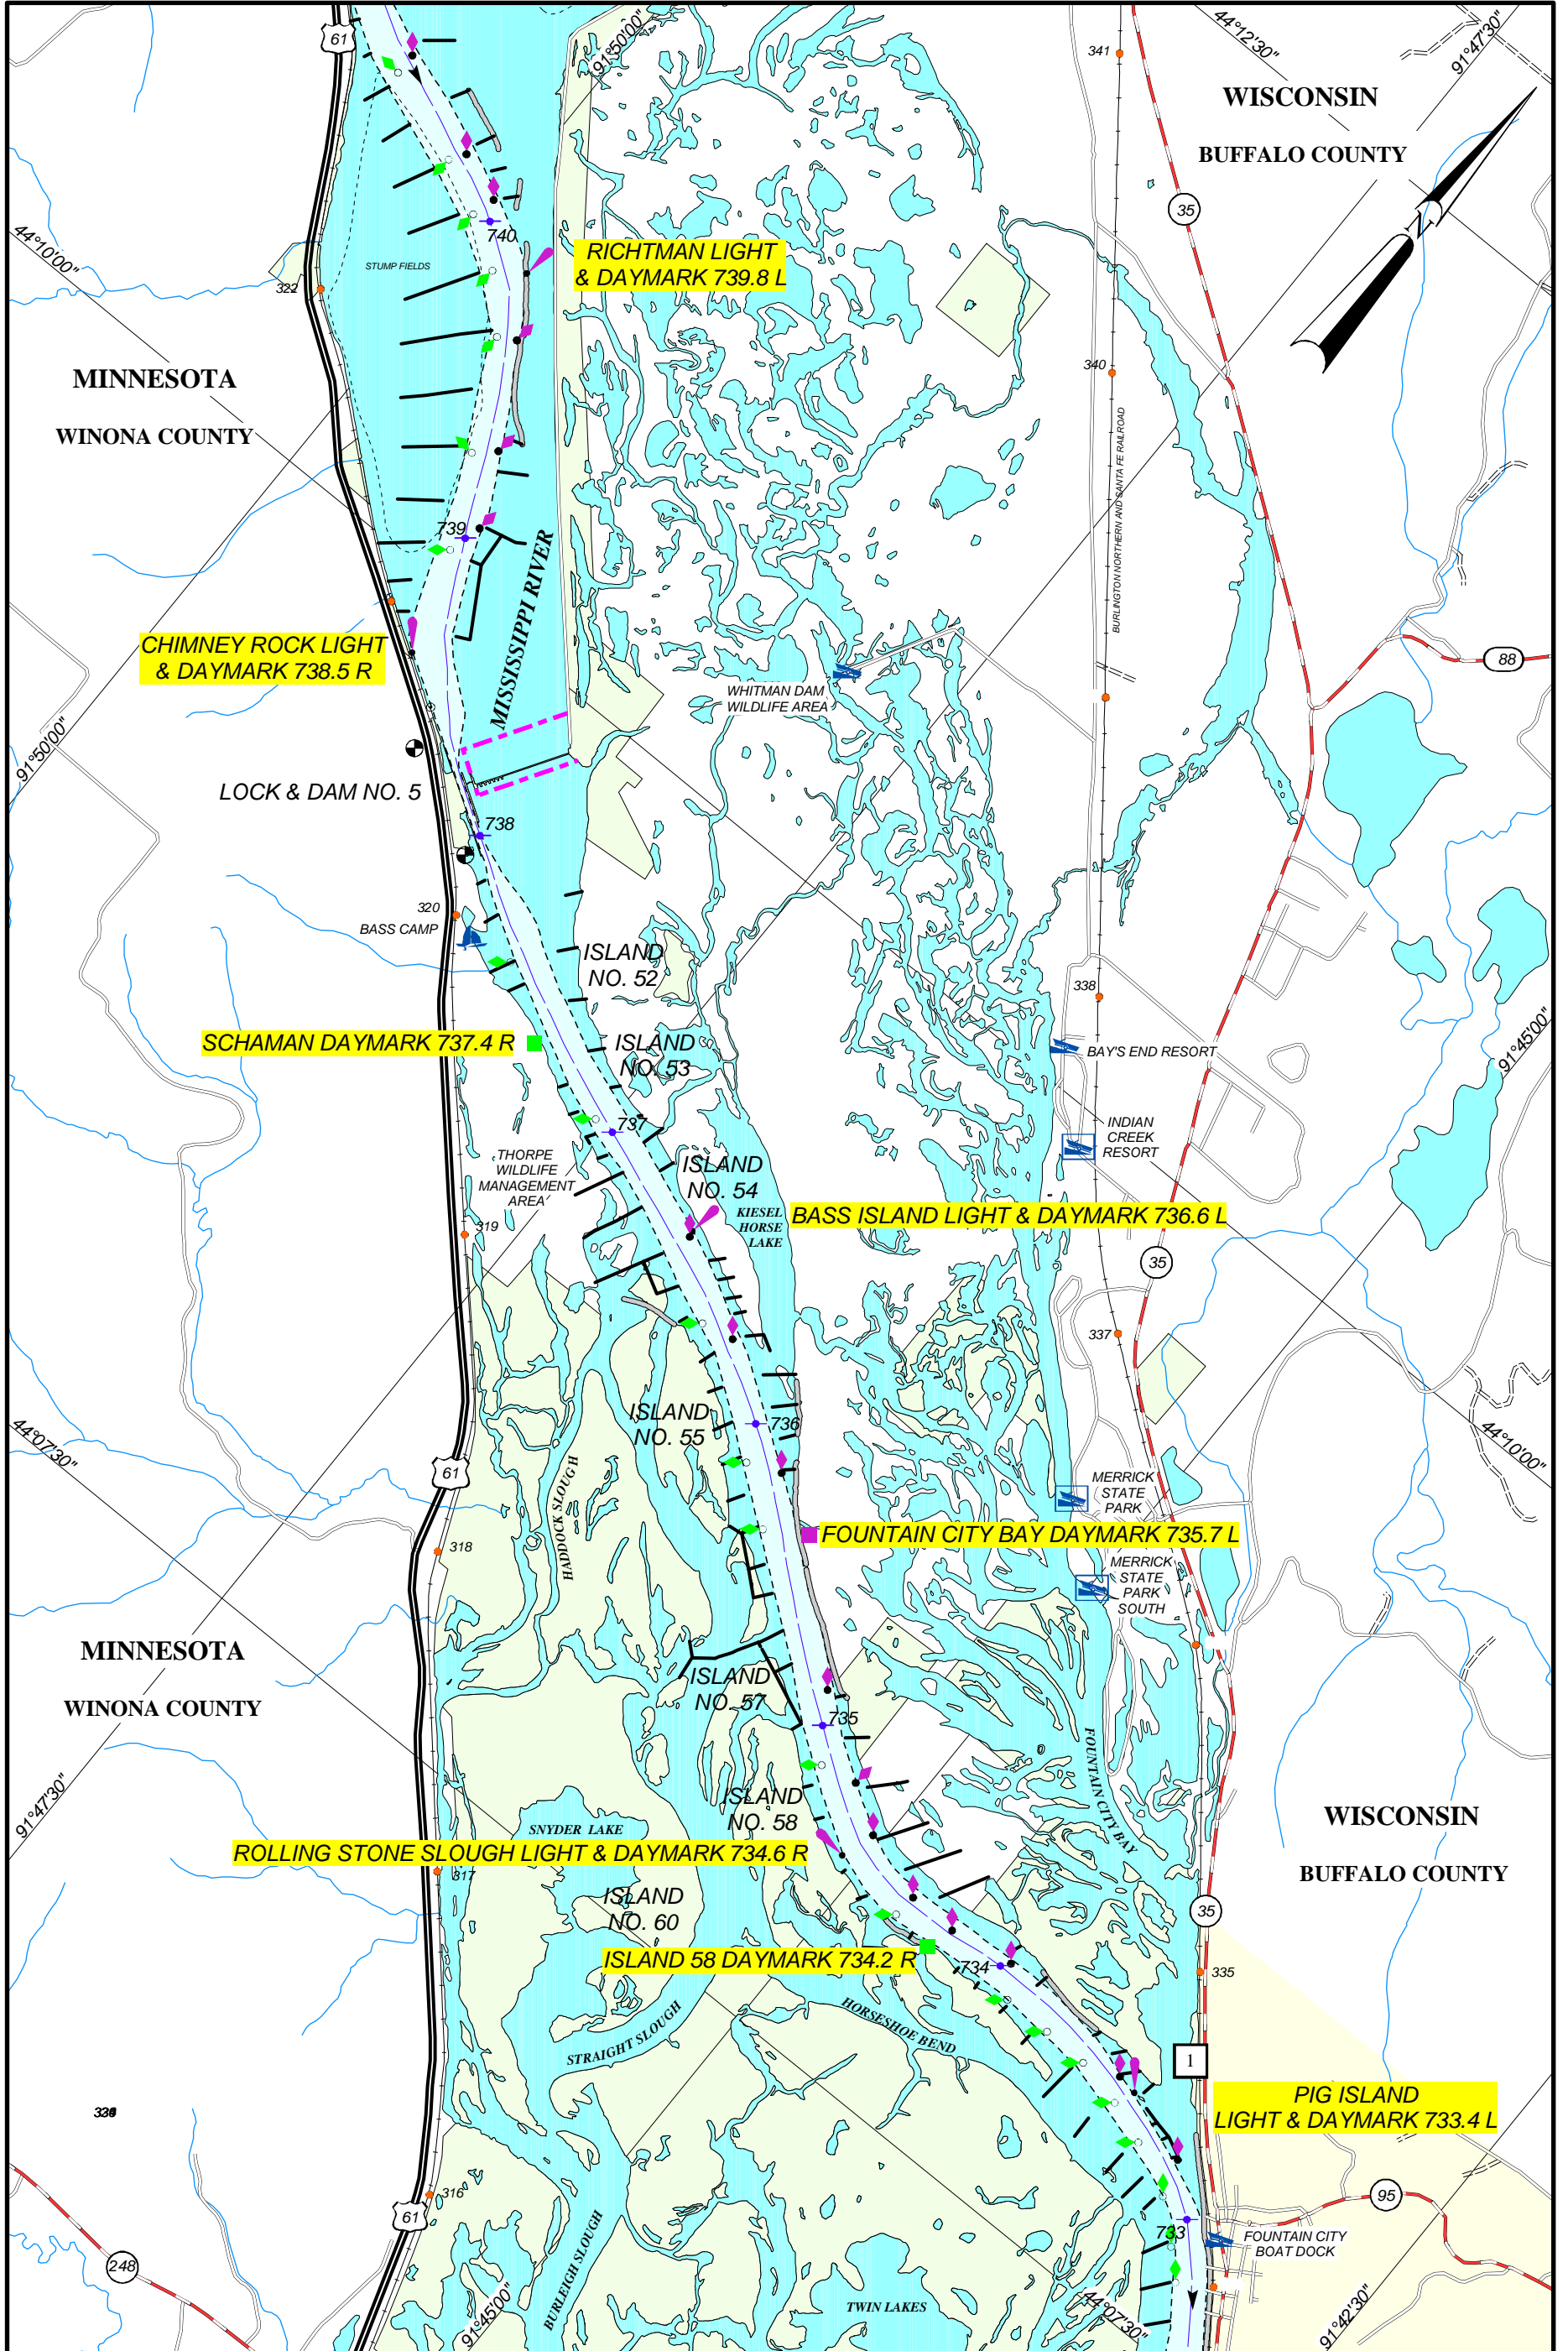 61
91°50'00"
341
44°12'30"
91°47'30"
WISCONSIN
BUFFALO COUNTY
35
N
740
RICHTMAN LIGHT
& DAYMARK 739.8 L
44°10'00"
STUMP FIELDS
322
340
MINNESOTA
WINONA COUNTY
BURLINGTON NORTHERN AND SANTA FE RAILROAD
739
MISSISSIPPI RIVER
CHIMNEY ROCK LIGHT
& DAYMARK 738.5 R
88
WHITMAN DAM
WILDLIFE AREA
91°50'00"
LOCK & DAM NO. 5
738
320
BASS CAMP
ISLAND
NO. 52
338
SCHAMAN DAYMARK 737.4 R
ISLAND
NO. 53
BAY'S END RESORT
91°45'00"
737
INDIAN
CREEK
RESORT
THORPE
WILDLIFE
MANAGEMENT
AREA
ISLAND
NO. 54
KIESEL
HORSE
LAKE
BASS ISLAND LIGHT & DAYMARK 736.6 L
319
35
337
ISLAND
NO. 55
736
44°07'30"
44°10'00"
61
HADDOCK SLOUGH
MERRICK
STATE
PARK
FOUNTAIN CITY BAY DAYMARK 735.7 L
318
MERRICK
STATE
PARK
SOUTH
MINNESOTA
WINONA COUNTY
ISLAND
NO. 57
735
FOUNTAIN CITY BAY
91°47'30"
ISLAND
NO. 58
SNYDER LAKE
WISCONSIN
BUFFALO COUNTY
ROLLING STONE SLOUGH LIGHT & DAYMARK 734.6 R
317
ISLAND
NO. 60
35
ISLAND 58 DAYMARK 734.2 R
734
335
HORSESHOE BEND
STRAIGHT SLOUGH
1
PIG ISLAND
LIGHT & DAYMARK 733.4 L
316
61
95
733
FOUNTAIN CITY
BOAT DOCK
248
BURLEIGH SLOUGH
91°45'00"
TWIN LAKES
44°07'30"
91°42'30"